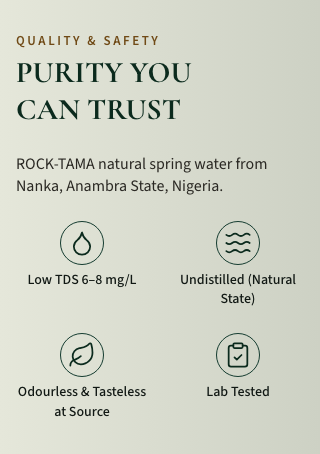 QUALITY & SAFETY
PURITY YOU
CAN TRUST
ROCK-TAMA natural spring water from
Nanka, Anambra State, Nigeria.
Low TDS 6–8 mg/L
Undistilled (Natural
State)
Odourless & Tasteless
at Source
Lab Tested